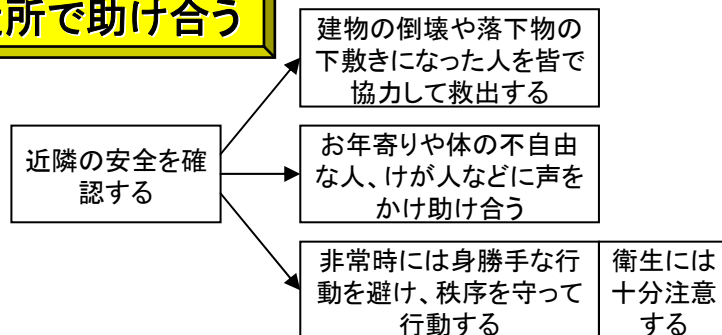 所で助け合う
建物の倒壊や落下物の
下敷きになった人を皆で
協力して救出する
近隣の安全を確
認する
お年寄りや体の不自由
な人、けが人などに声を
かけ助け合う
非常時には身勝手な行
動を避け、秩序を守って
行動する
衛生には
十分注意
する